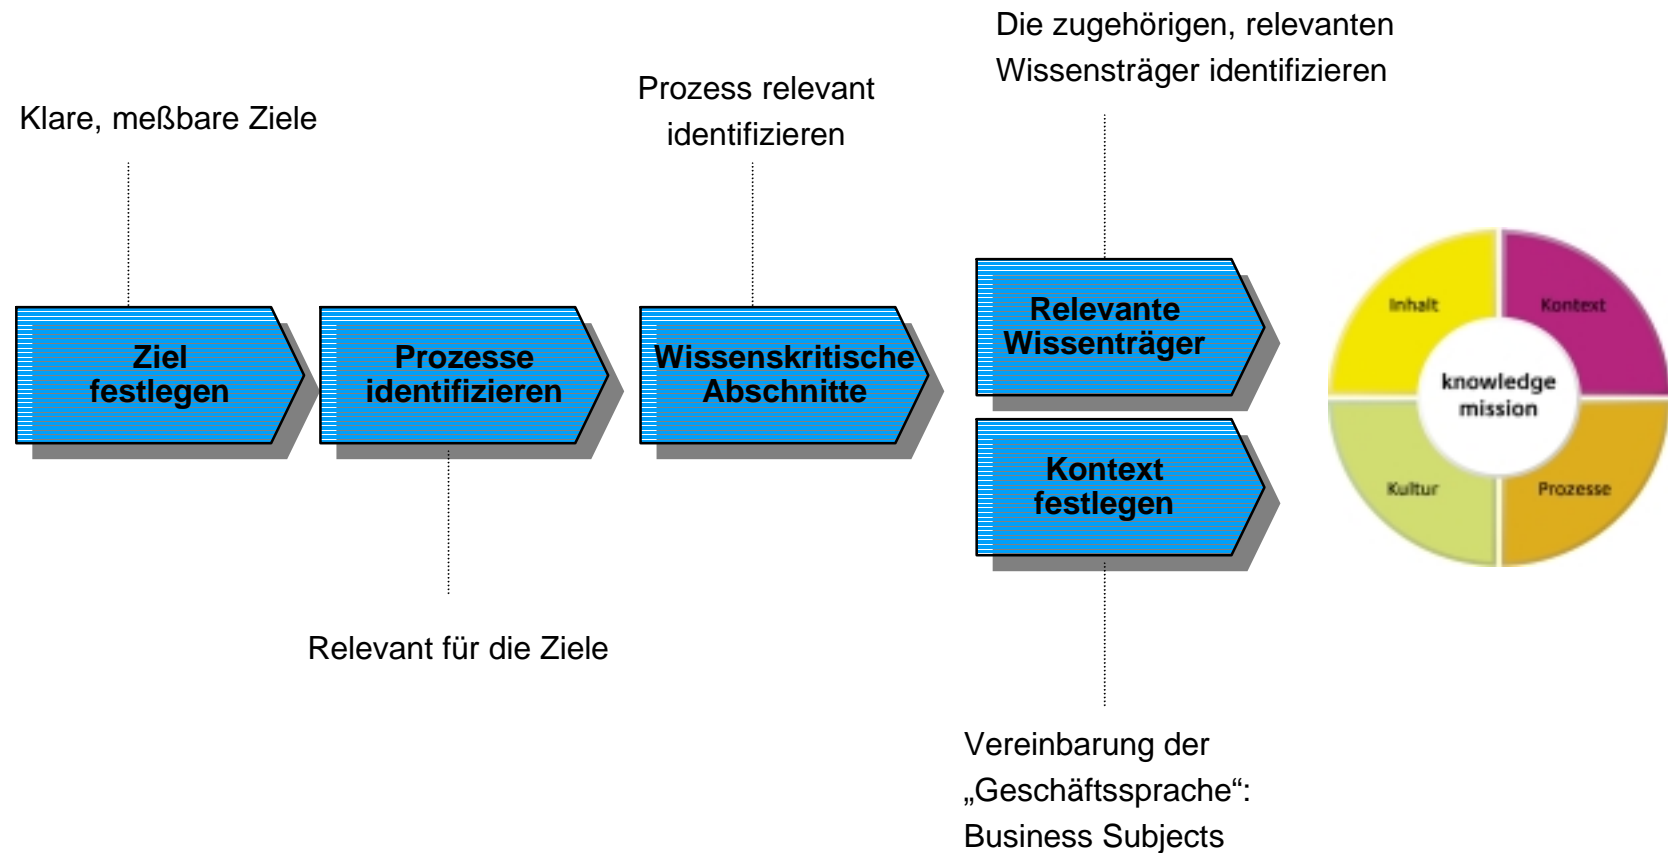 Die zugehörigen, relevanten
Wissensträger identifizieren
Prozess relevant
identifizieren
Klare, meßbare Ziele
Ziel
festlegen
Prozesse
identifizieren
Wissenskritische
Abschnitte
Relevante
Wissenträger
Kontext
festlegen
Inhalt
Kontext
knowledge
mission
Kultur
Prozesse
Relevant für die Ziele
Vereinbarung der
„Geschäftssprache“:
Business Subjects